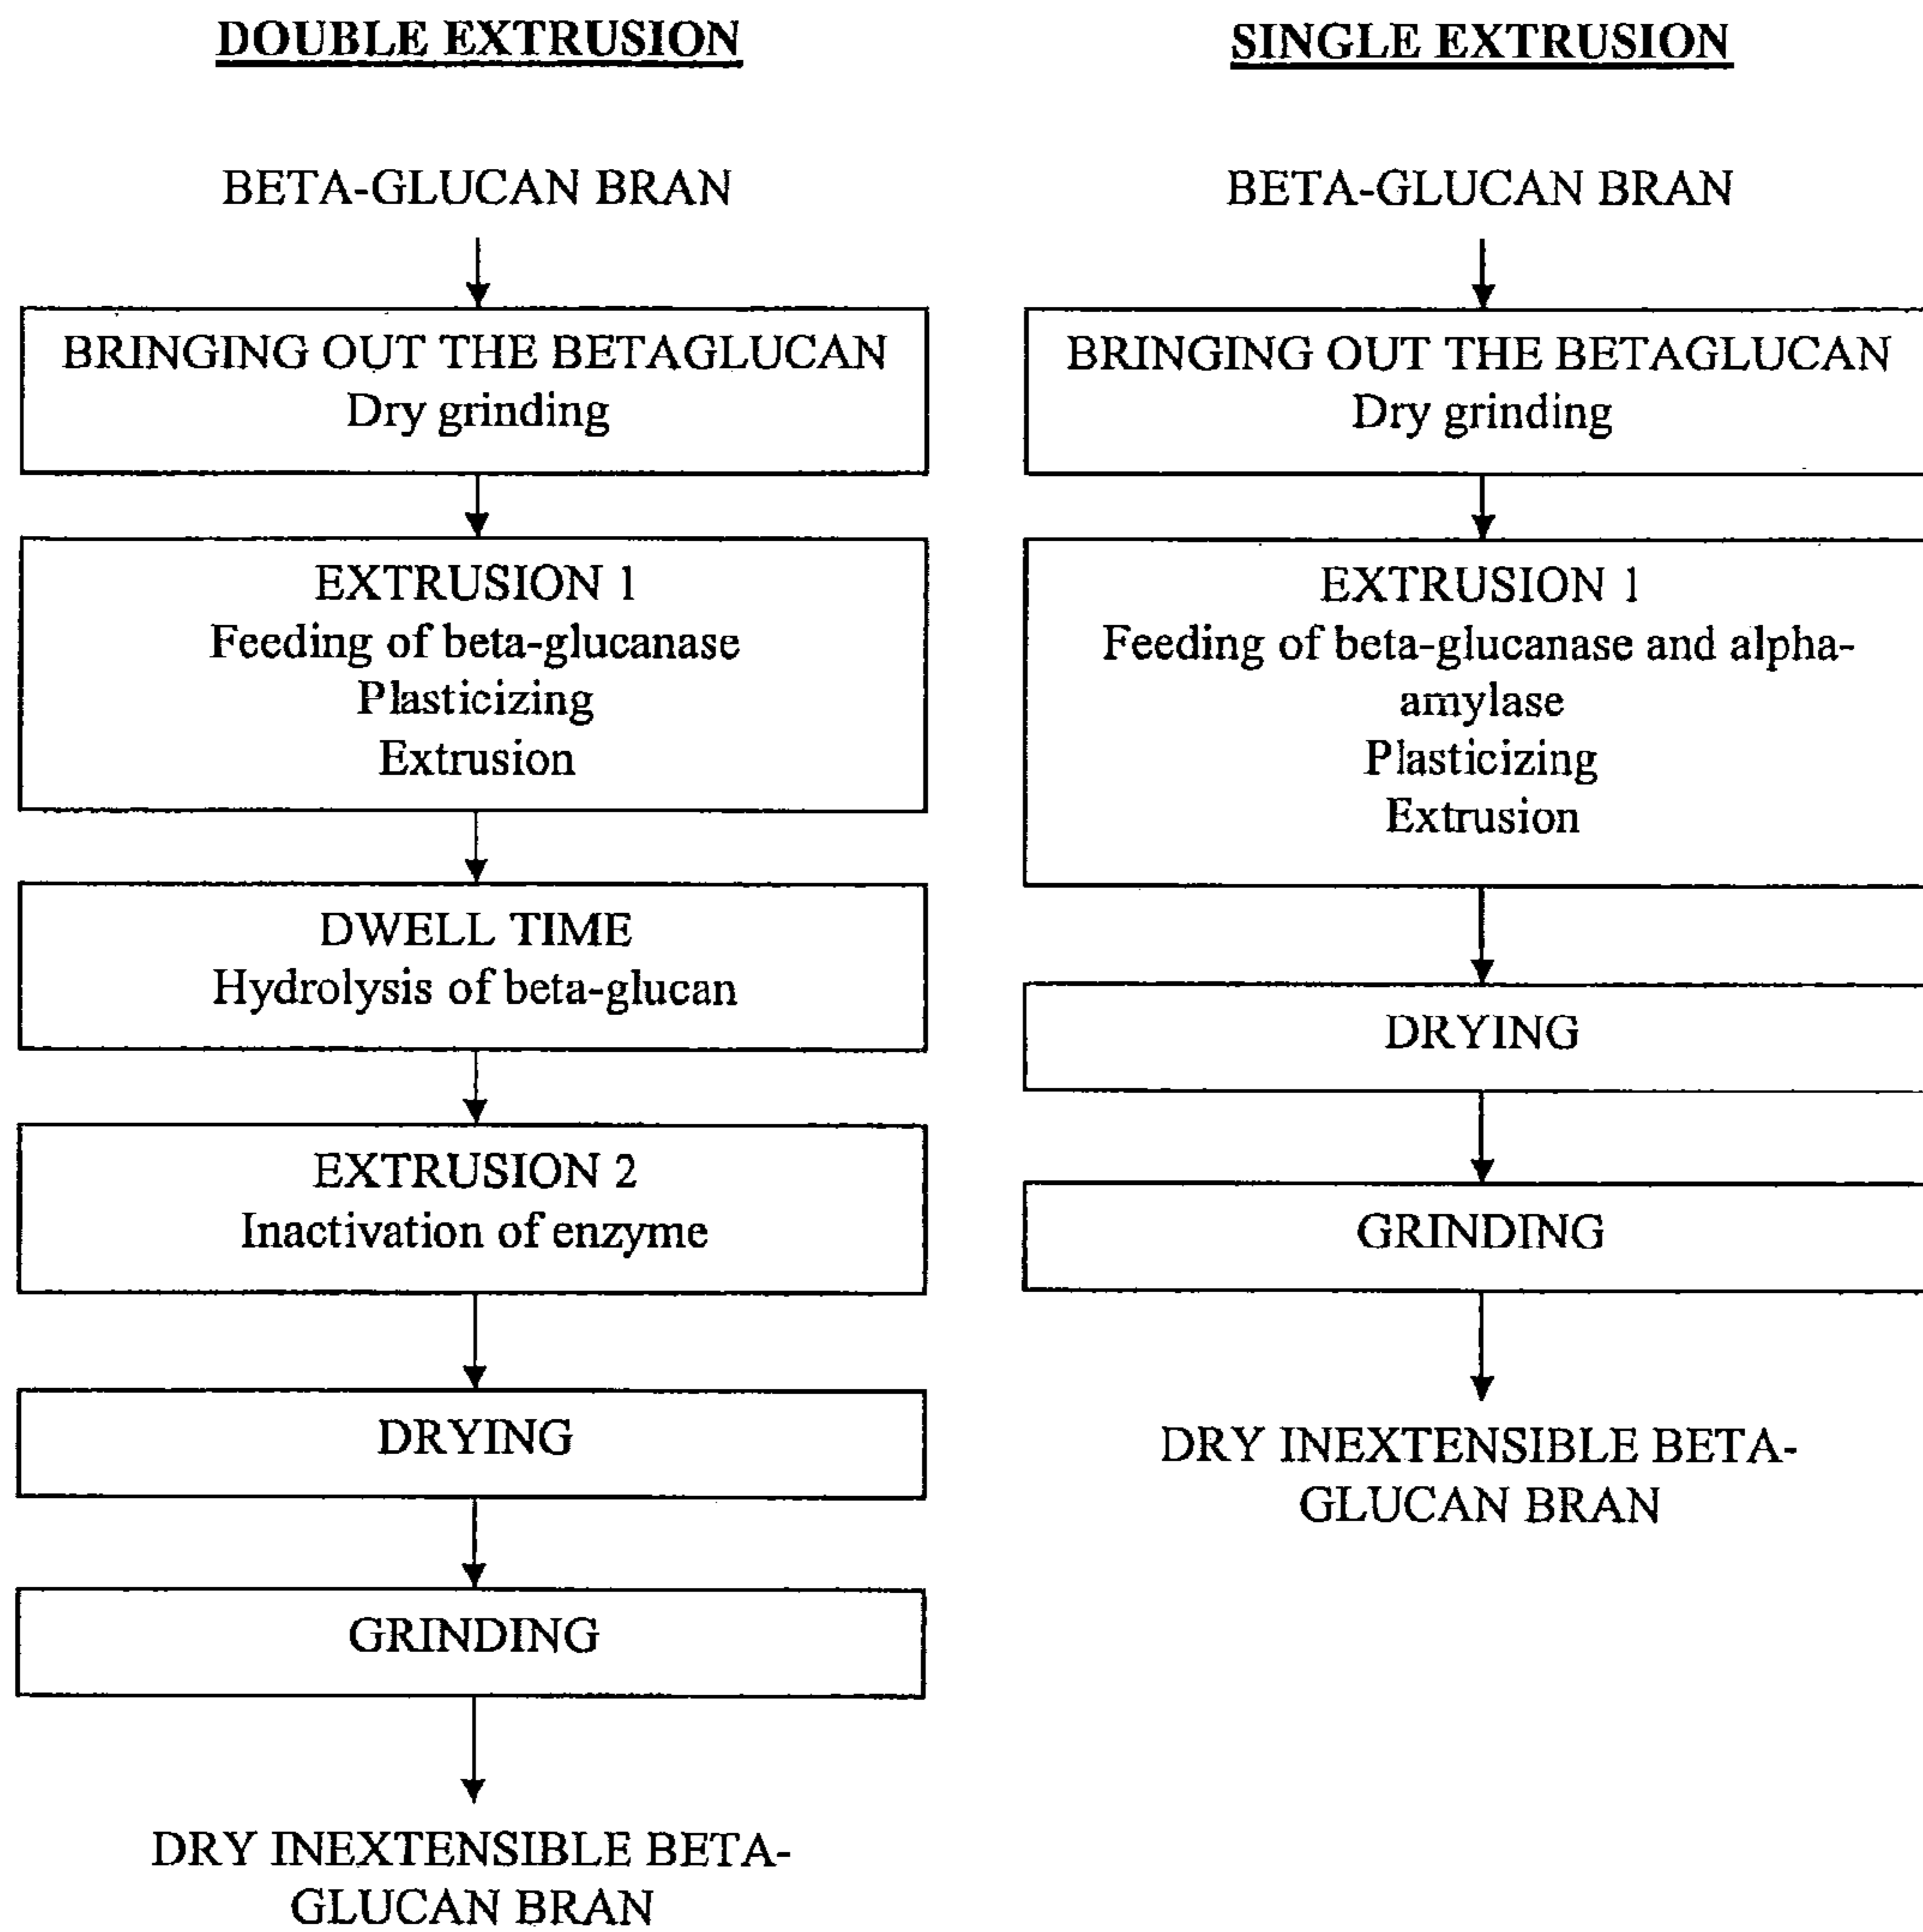 DOUBLE EXTRUSION
BETA-GLUCAN BRAN
BRINGING OUT THE BETAGLUCAN
Dry grinding
EXTRUSION 1
Feeding of beta-glucanase
Plasticizing
Extrusion
DWELL TIME
Hydrolysis of beta-glucan
EXTRUSION 2
Inactivation of enzyme
DRYING
GRINDING
DRY INEXTENSIBLE BETA-
GLUCAN BRAN
SINGLE EXTRUSION
BETA-GLUCAN BRAN
BRINGING OUT THE BETAGLUCAN
Dry grinding
EXTRUSION 1
Feeding of beta-glucanase and alpha-
amylase
Plasticizing
Extrusion
DRYING
GRINDING
DRY INEXTENSIBLE BETA-
GLUCAN BRAN